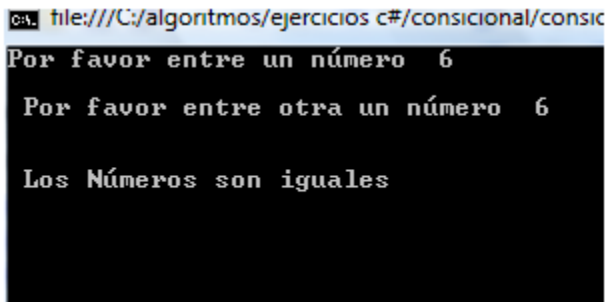 file:///C:/algoritmos/ejercicios c#/consicional/consic
Por favor entre un número 6
Por favor entre otra un número 6
Los Números son iguales